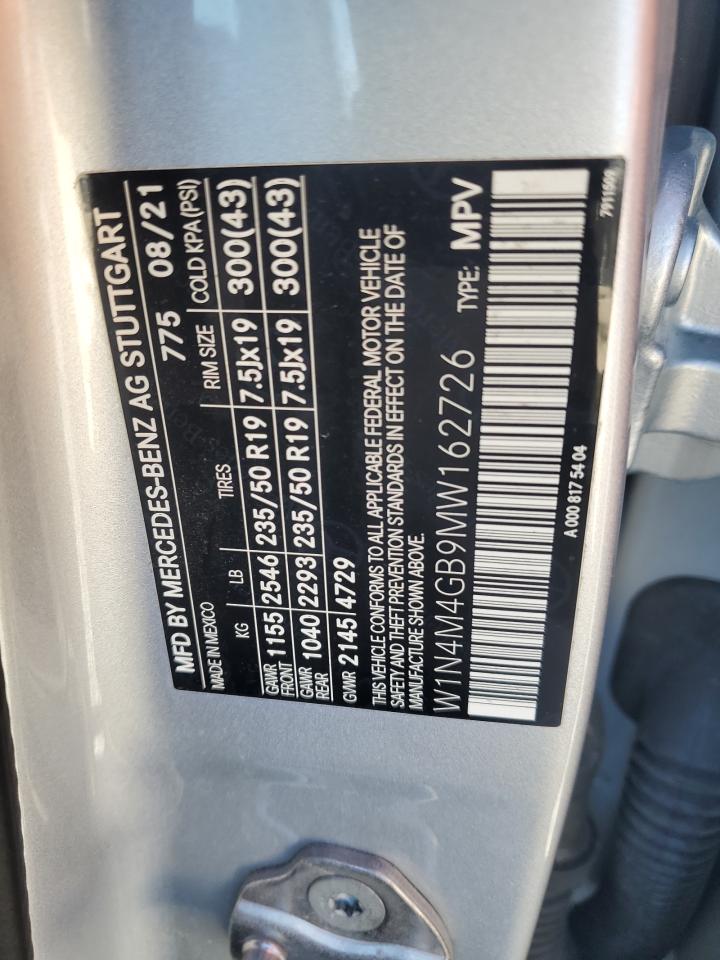 MFD BY MERCEDES-BENZ AG STUTTGART
MADE IN MEXICO 775 08/21
KG LB TIRES RIM SIZE COLD KPA (PSI)
GAWR FRONT 1155 2546 235/50 R19 7.5Jx19 300(43)
GAWR REAR 1040 2293 235/50 R19 7.5Jx19 300(43)
GVWR 2145 4729
THIS VEHICLE CONFORMS TO ALL APPLICABLE FEDERAL MOTOR VEHICLE
SAFETY AND THEFT PREVENTION STANDARDS IN EFFECT ON THE DATE OF
MANUFACTURE SHOWN ABOVE.
W1N4M4GB9MW162726 TYPE: MPV
A 000 817 54 04